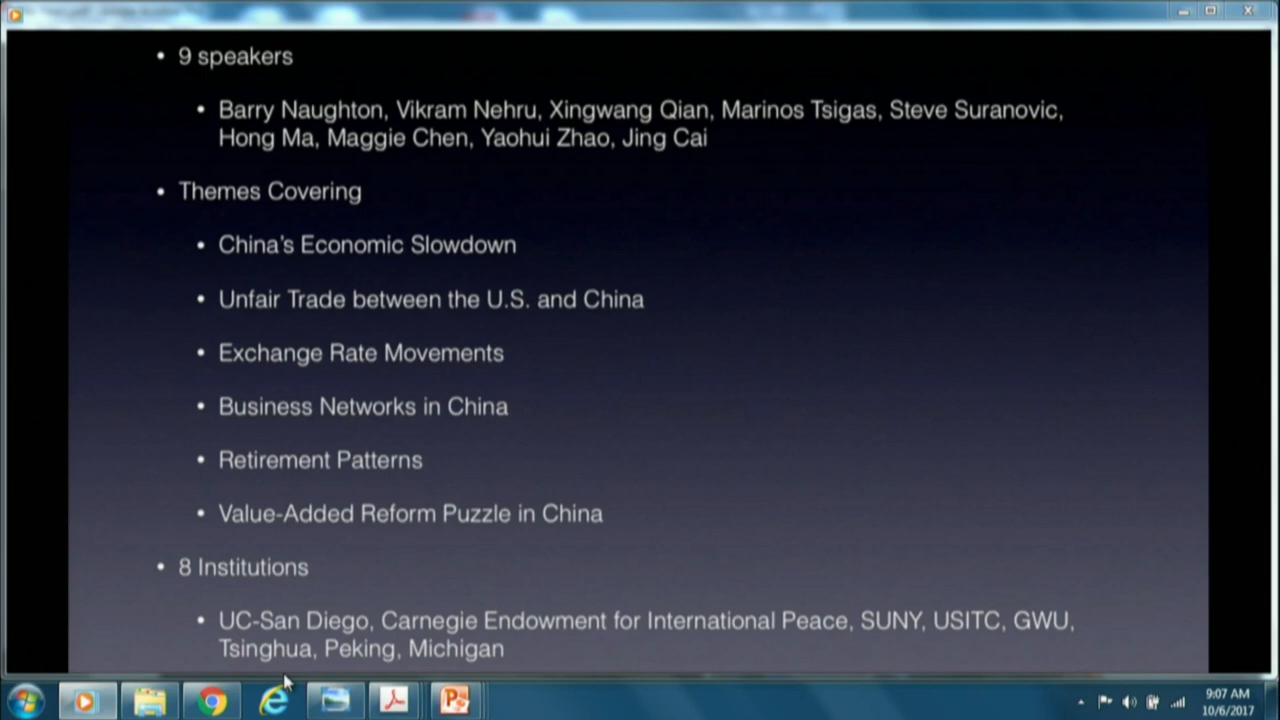 • 9 speakers
• Barry Naughton, Vikram Nehru, Xingwang Qian, Marinos Tsigas, Steve Suranovic,
Hong Ma, Maggie Chen, Yaohui Zhao, Jing Cai
• Themes Covering
• China's Economic Slowdown
• Unfair Trade between the U.S. and China
• Exchange Rate Movements
• Business Networks in China
• Retirement Patterns
• Value-Added Reform Puzzle in China
• 8 Institutions
• UC-San Diego, Carnegie Endowment for International Peace, SUNY, USITC, GWU,
Tsinghua, Peking, Michigan
9:07 AM
10/6/2017